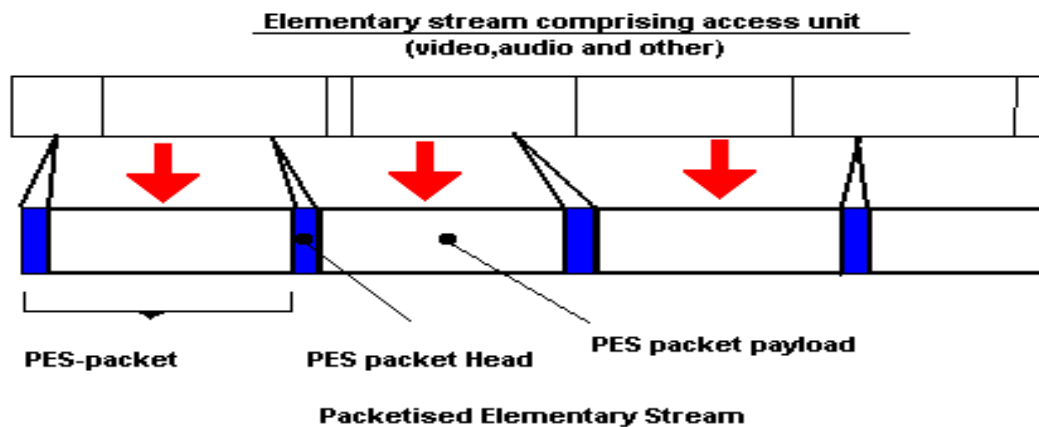 Elementary stream comprising access unit
(video,audio and other)
PES-packet
PES packet Head
PES packet payload
Packetised Elementary Stream